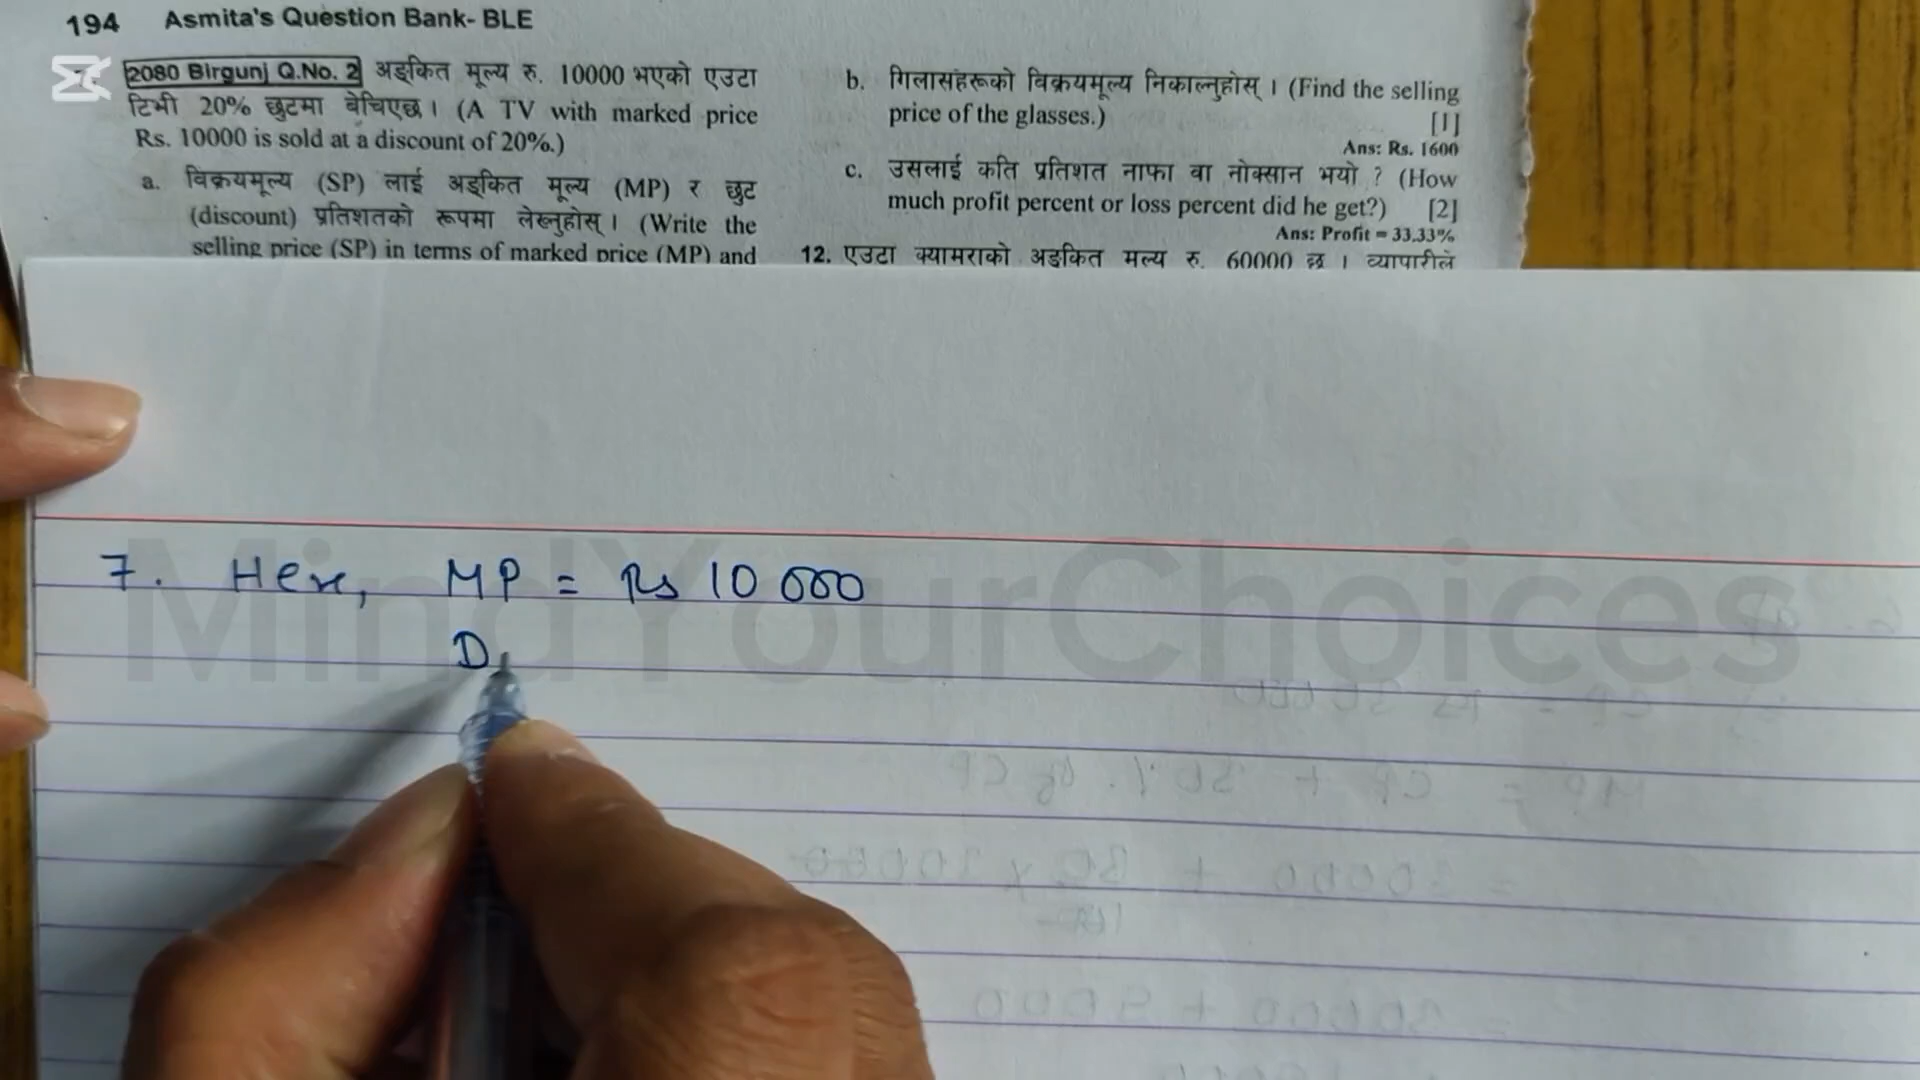 194 Asmita's Question Bank- BLE
2080 Birgunj Q.No. 2 अङ्कित मूल्य रु. 10000 भएको एउटा
टिभी 20% छुटमा बेचिएछ। (A TV with marked price
Rs. 10000 is sold at a discount of 20%.)
a. विक्रयमूल्य (SP) लाई अङ्कित मूल्य (MP) र छुट
(discount) प्रतिशतको रूपमा लेख्नुहोस्। (Write the
selling price (SP) in terms of marked price (MP) and
b. गिलासहरूको विक्रयमूल्य निकाल्नुहोस्। (Find the selling
price of the glasses.) [1]
Ans: Rs. 1600
c. उसलाई कति प्रतिशत नाफा वा नोक्सान भयो ? (How
much profit percent or loss percent did he get?) [2]
Ans: Profit = 33.33%
12. एउटा क्यामराको अङ्कित मूल्य रु. 60000 छ । व्यापारीले
7. Here, MP = Rs 10000
D
MindYourChoices